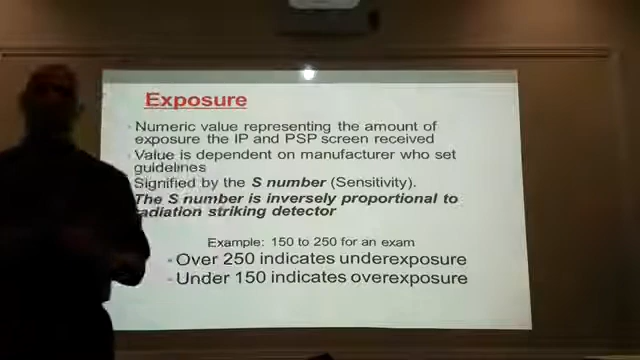 Exposure
Numeric value representing the amount of
exposure the IP and PSP screen received
Value is dependent on manufacturer who set
guidelines
Signified by the S number (Sensitivity).
The S number is inversely proportional to
radiation striking detector
Example: 150 to 250 for an exam
Over 250 indicates underexposure
Under 150 indicates overexposure